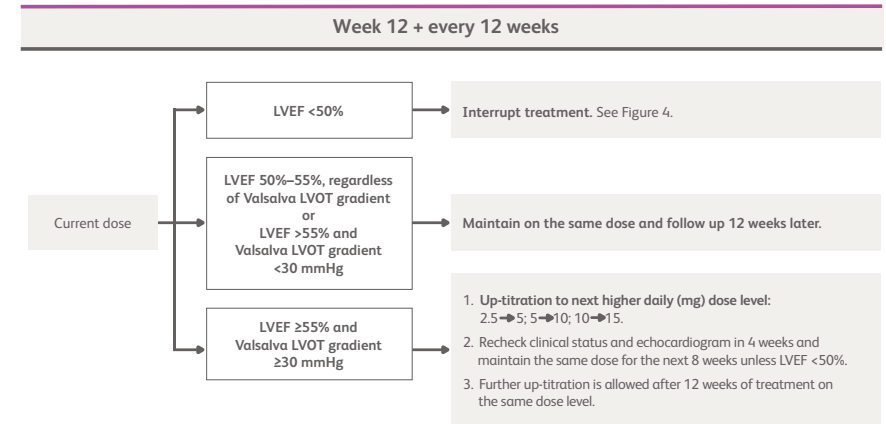 Week 12 + every 12 weeks
LVEF <50%
Interrupt treatment. See Figure 4.
Current dose
LVEF 50%–55%, regardless
of Valsalva LVOT gradient
or
LVEF >55% and
Valsalva LVOT gradient
<30 mmHg
Maintain on the same dose and follow up 12 weeks later.
LVEF ≥55% and
Valsalva LVOT gradient
≥30 mmHg
1. Up-titration to next higher daily (mg) dose level:
2.5➔5; 5➔10; 10➔15.
2. Recheck clinical status and echocardiogram in 4 weeks and
maintain the same dose for the next 8 weeks unless LVEF <50%.
3. Further up-titration is allowed after 12 weeks of treatment on
the same dose level.